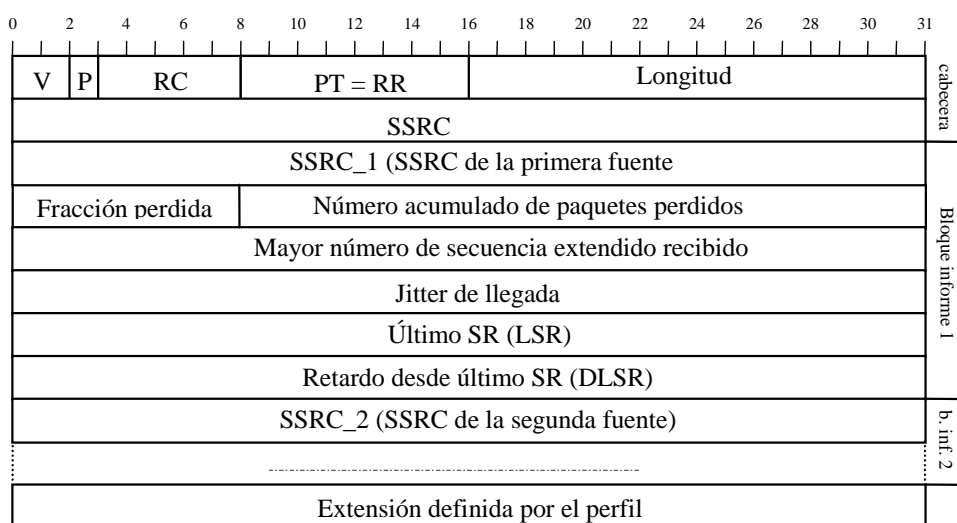 0 2 4 6 8 10 12 14 16 18 20 22 24 26 28 30 31
V P RC PT = RR Longitud
cabecera
SSRC
SSRC_1 (SSRC de la primera fuente
Fracción perdida Número acumulado de paquetes perdidos
Bloque informe 1
Mayor número de secuencia extendido recibido
Jitter de llegada
Último SR (LSR)
Retardo desde último SR (DLSR)
SSRC_2 (SSRC de la segunda fuente)
b. inf. 2
Extensión definida por el perfil